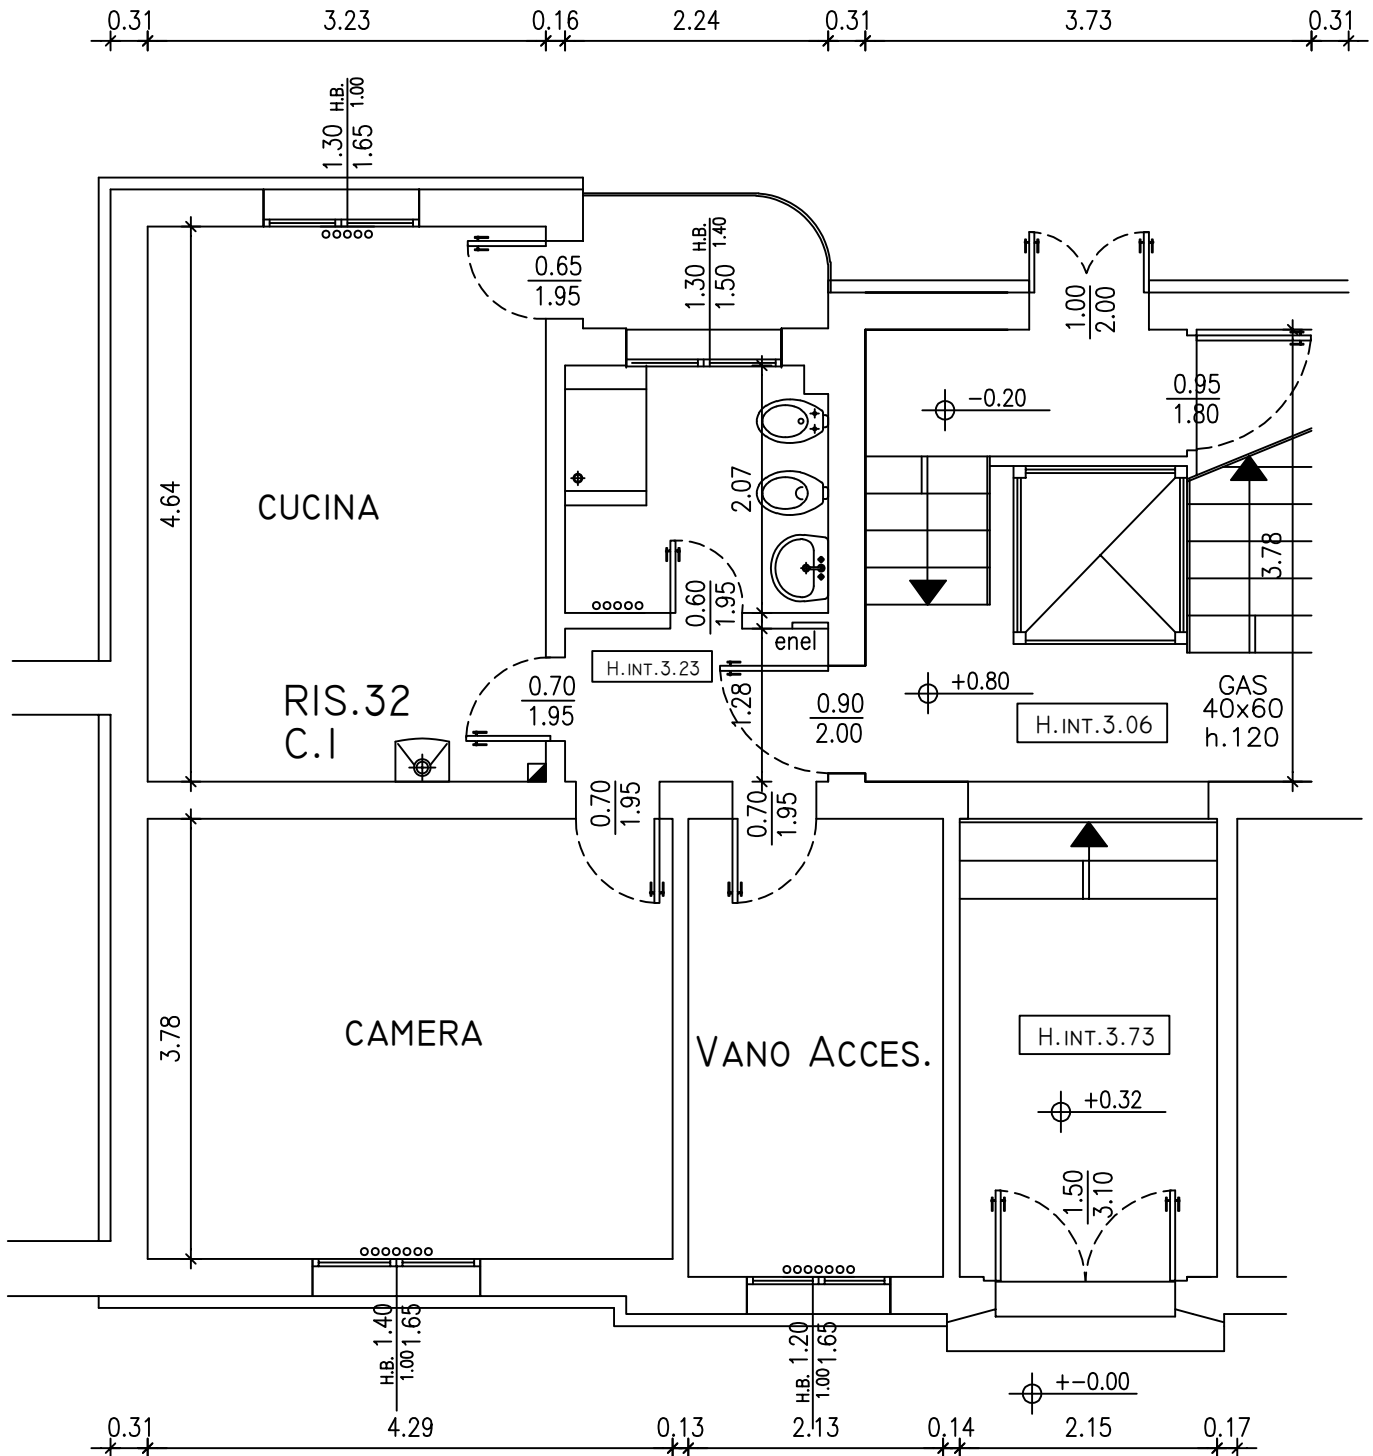 0.31 3.23 0.16 2.24 0.31 3.73 0.31
1.30 H.B. 1.00
1.65
1.30 H.B. 1.40
1.50
0.65
1.95
1.00
2.00
0.95
1.80
-0.20
4.64
CUCINA
2.07
3.78
0.60
1.95
enel
H.INT.3.23
RIS.32
C.I
0.70
1.95
1.28
0.90
2.00
+0.80
H.INT.3.06
GAS
40x60
h.120
0.70
1.95
0.70
1.95
3.78
CAMERA
VANO ACCES.
H.INT.3.73
+0.32
1.50
3.10
H.B. 1.40
1.00 1.65
H.B. 1.20
1.00 1.65
+-0.00
0.31 4.29 0.13 2.13 0.14 2.15 0.17